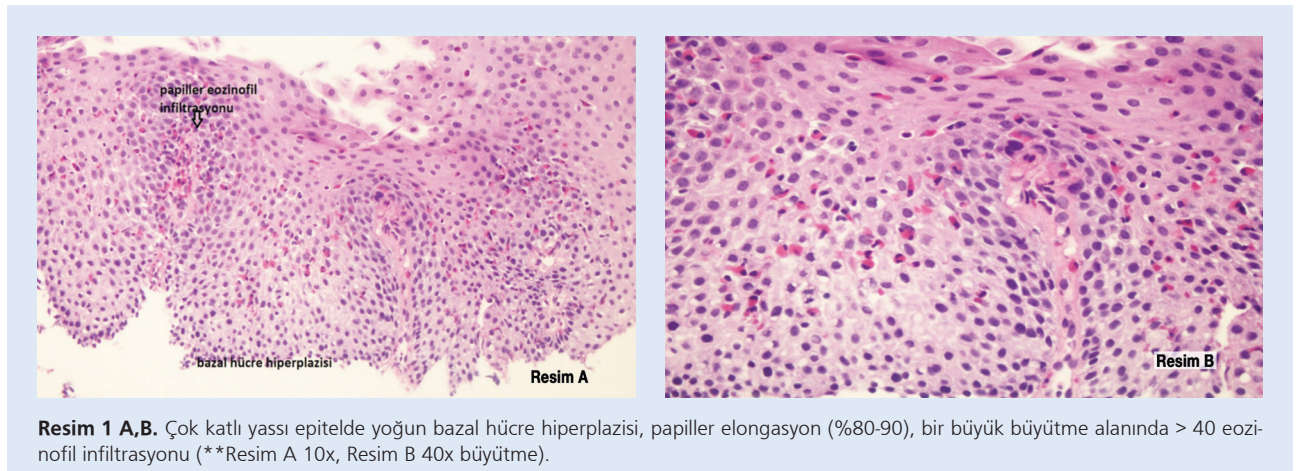 papiller eozinofil
infiltrasyonu
bazal hücre hiperplazisi
Resim A
Resim B
Resim 1 A,B. Çok katlı yassı epitelde yoğun bazal hücre hiperplazisi, papiller elongasyon (%80-90), bir büyük büyütme alanında > 40 eozi-
nofil infiltrasyonu (**Resim A 10x, Resim B 40x büyütme).